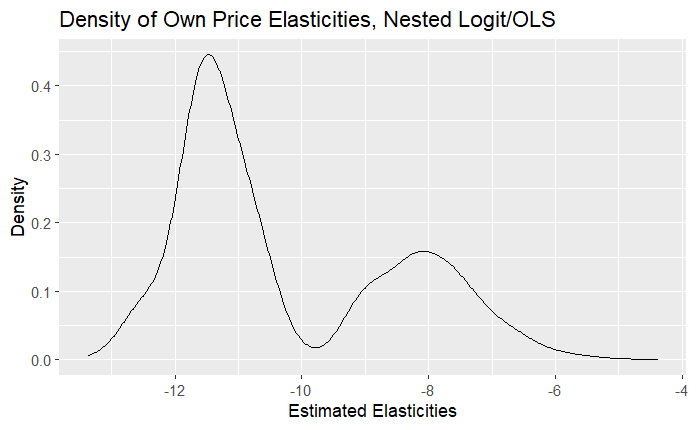 Density of Own Price Elasticities, Nested Logit/OLS
Density
0.4
0.3
0.2
0.1
0.0
-12 -10 -8 -6 -4
Estimated Elasticities